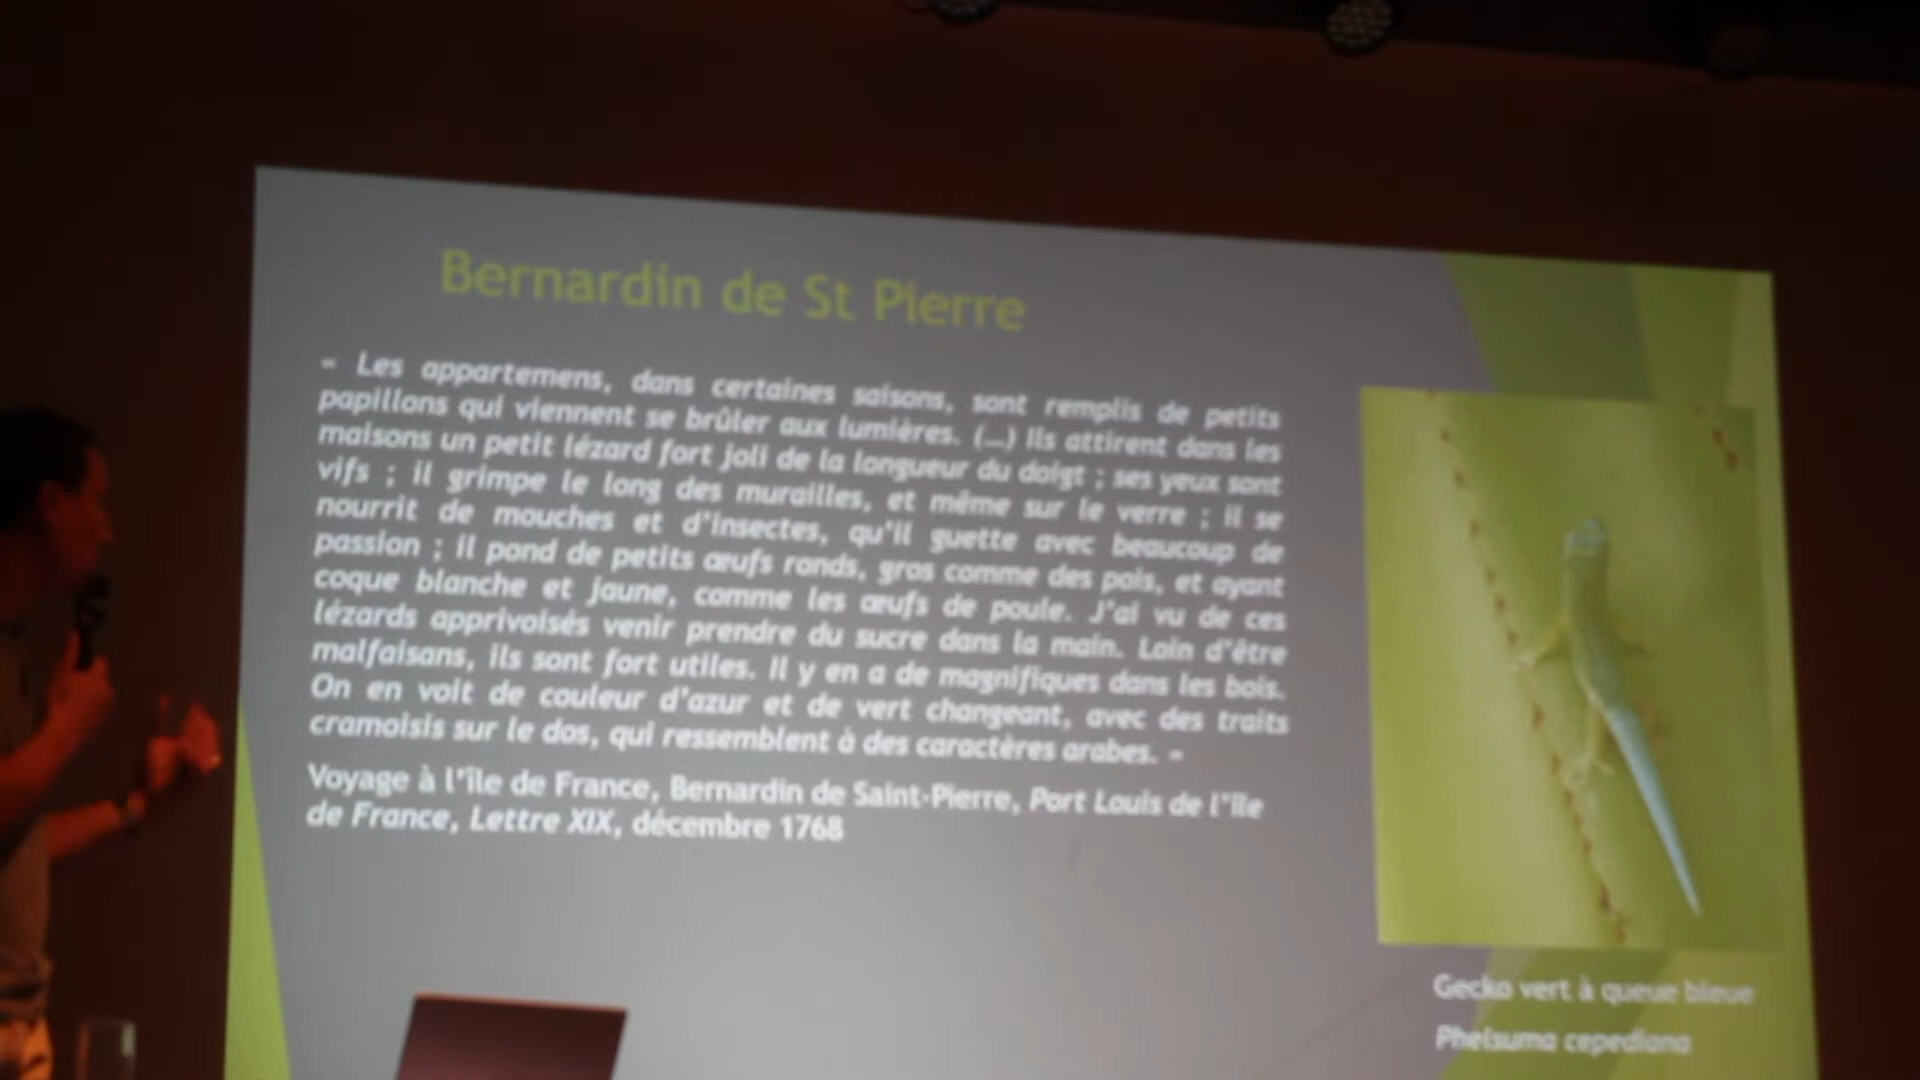 Bernardin de St Pierre
« Les appartemens, dans certaines saisons, sont remplis de petits
papillons qui viennent se brûler aux lumières. (…) Ils attirent dans les
maisons un petit lézard fort joli de la longueur du doigt ; ses yeux sont
vifs ; il grimpe le long des murailles, et même sur le verre ; il se
nourrit de mouches et d'insectes, qu'il guette avec beaucoup de
passion ; il pond de petits œufs ronds, gros comme des pois, et ayant
coque blanche et jaune, comme les œufs de poule. J'ai vu de ces
lézards apprivoisés venir prendre du sucre dans la main. Loin d'être
malfaisans, ils sont fort utiles. Il y en a de magnifiques dans les bois.
On en voit de couleur d'azur et de vert changeant, avec des traits
cramoisis sur le dos, qui ressemblent à des caractères arabes. »
Voyage à l'île de France, Bernardin de Saint-Pierre, Port Louis de l'île
de France, Lettre XIX, décembre 1768
Gecko vert à queue bleue
Phelsuma cepediana